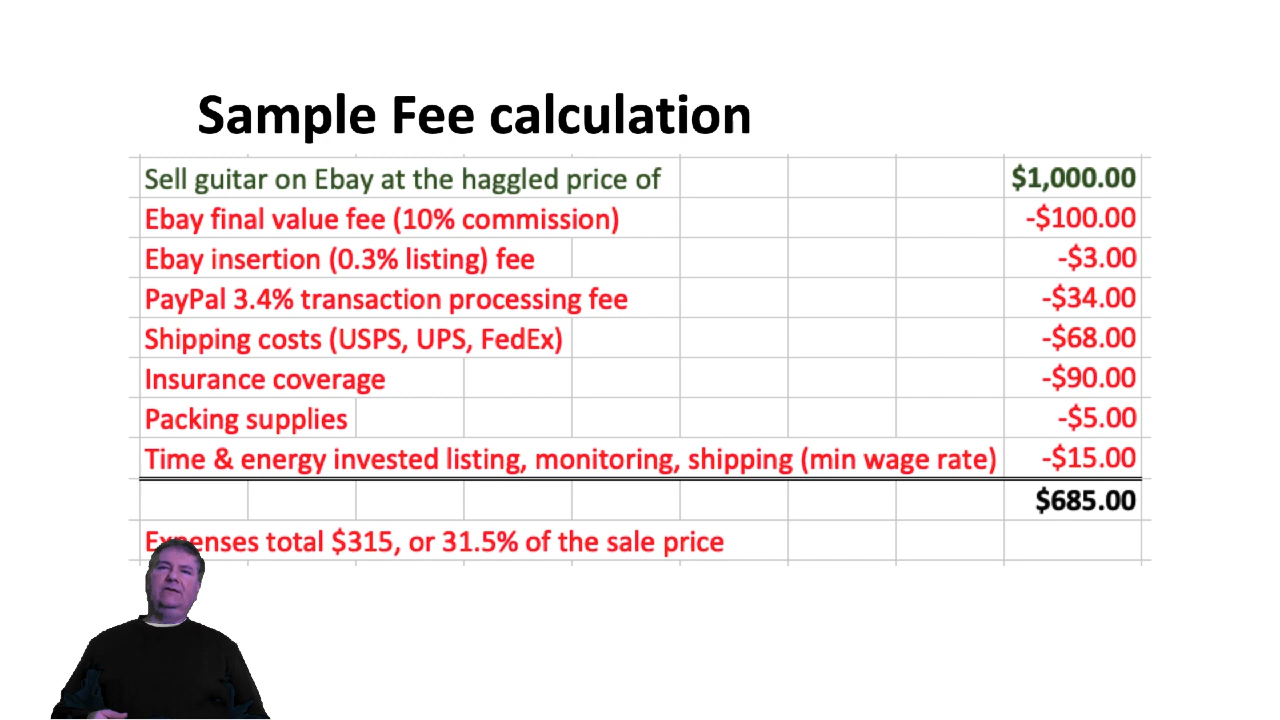 Sample Fee calculation
Sell guitar on Ebay at the haggled price of $1,000.00
Ebay final value fee (10% commission) -$100.00
Ebay insertion (0.3% listing) fee -$3.00
PayPal 3.4% transaction processing fee -$34.00
Shipping costs (USPS, UPS, FedEx) -$68.00
Insurance coverage -$90.00
Packing supplies -$5.00
Time & energy invested listing, monitoring, shipping (min wage rate) -$15.00
$685.00
Expenses total $315, or 31.5% of the sale price